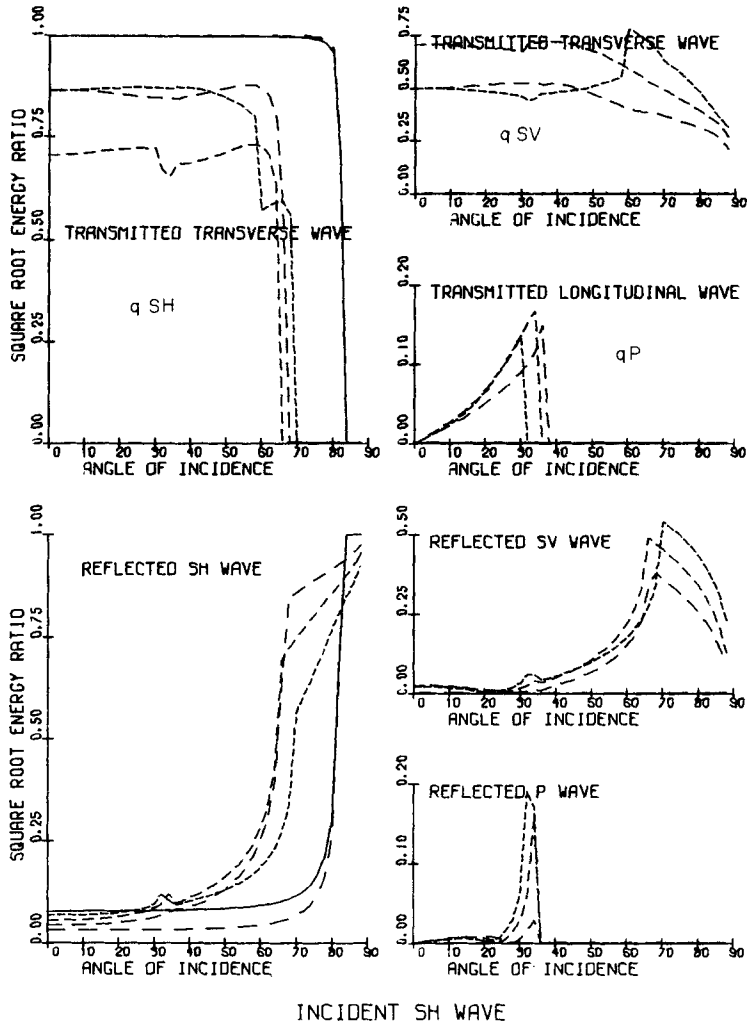 SQUARE ROOT ENERGY RATIO
1.00
0.75
0.50
0.25
0.00
TRANSMITTED TRANSVERSE WAVE
q SH
0 10 20 30 40 50 60 70 80 90
ANGLE OF INCIDENCE
0.75
0.50
0.25
0.00
TRANSMITTED TRANSVERSE WAVE
q SV
0 10 20 30 40 50 60 70 80 90
ANGLE OF INCIDENCE
0.20
0.10
0.00
TRANSMITTED LONGITUDINAL WAVE
qP
0 10 20 30 40 50 60 70 80 90
ANGLE OF INCIDENCE
SQUARE ROOT ENERGY RATIO
1.00
0.75
0.50
0.25
0.00
REFLECTED SH WAVE
0 10 20 30 40 50 60 70 80 90
ANGLE OF INCIDENCE
0.50
0.25
0.00
REFLECTED SV WAVE
0 10 20 30 40 50 60 70 80 90
ANGLE OF INCIDENCE
0.20
0.10
0.00
REFLECTED P WAVE
0 10 20 30 40 50 60 70 80 90
ANGLE OF INCIDENCE
INCIDENT SH WAVE